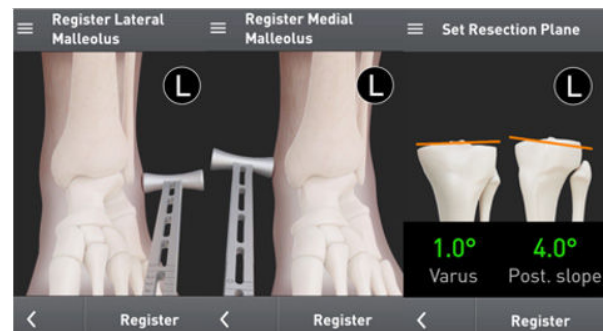 Register Lateral
Malleolus
L
Register
Register Medial
Malleolus
L
Register
Set Resection Plane
L
1.0° 4.0°
Varus Post. slope
Register